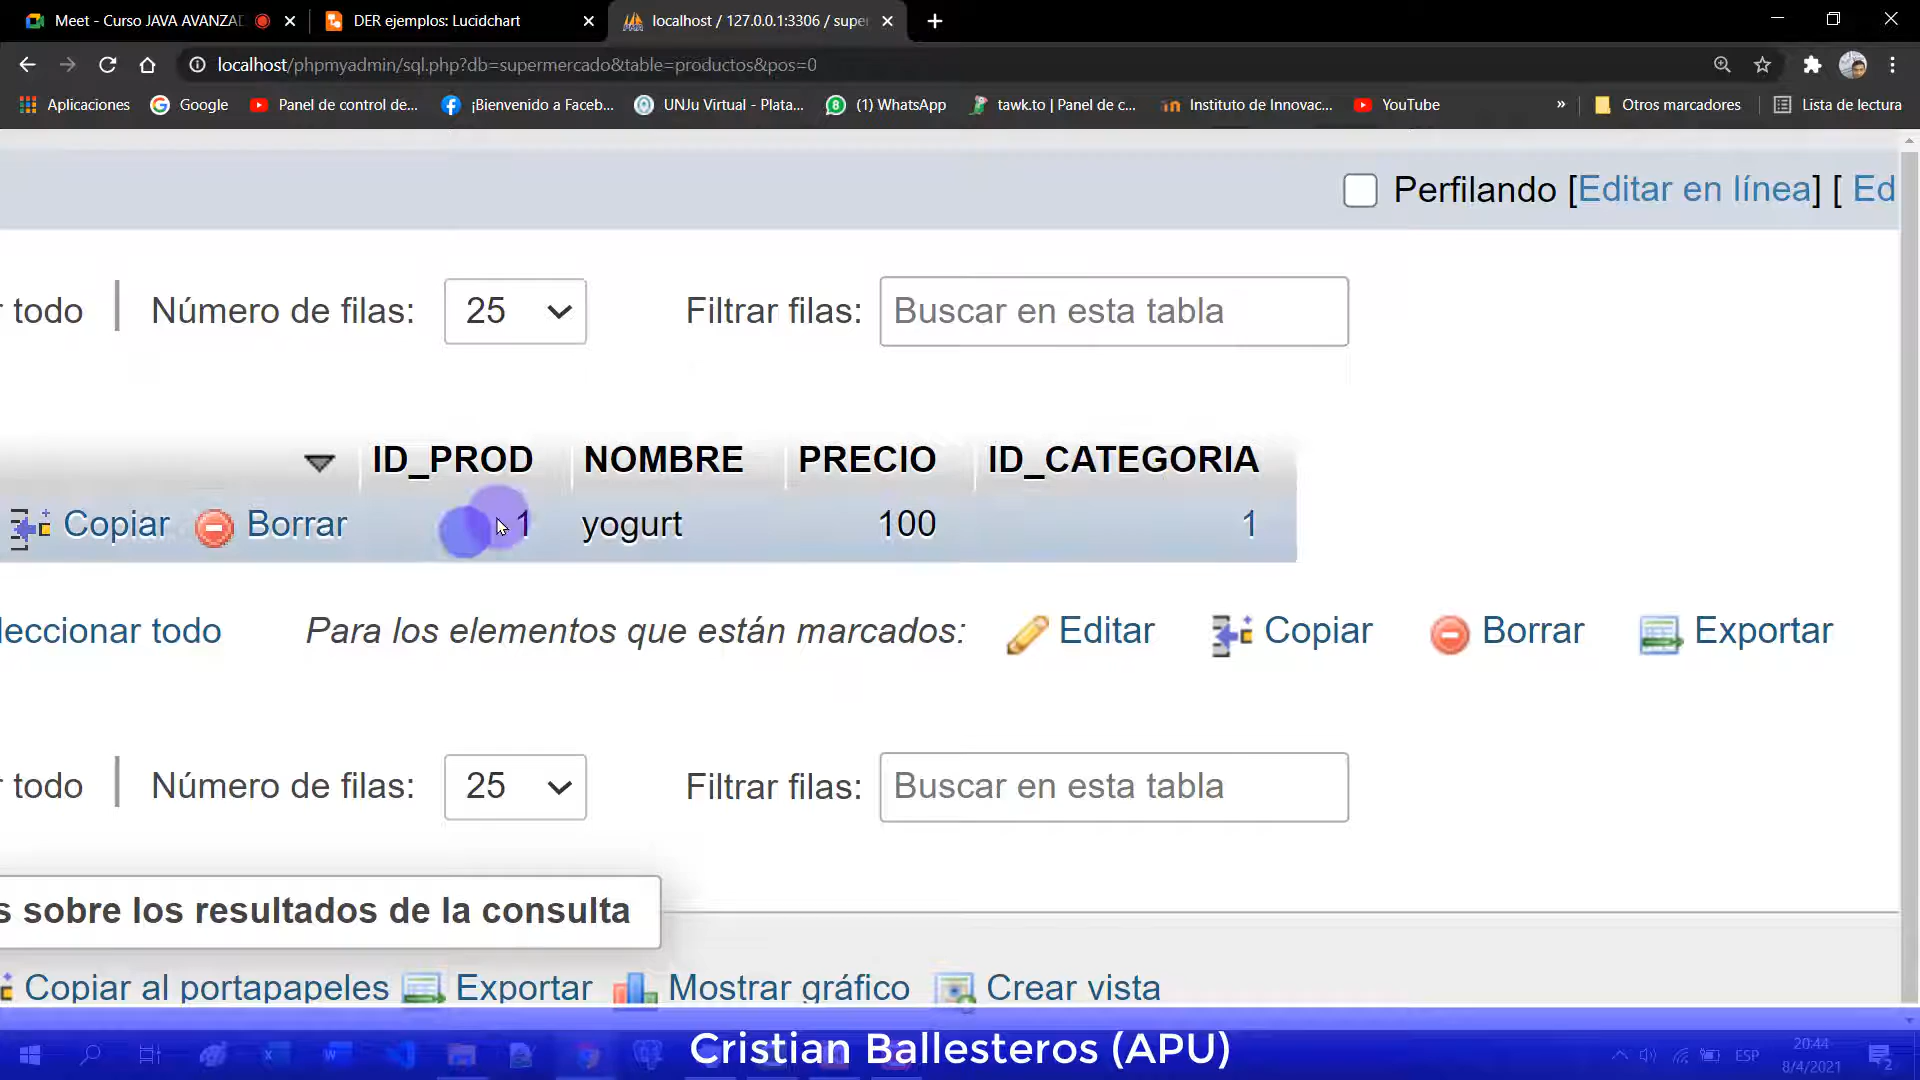 Meet - Curso JAVA AVANZAD
DER ejemplos: Lucidchart
localhost / 127.0.0.1:3306 / supe
localhost/phpmyadmin/sql.php?db=supermercado&table=productos&pos=0
Aplicaciones
Google
Panel de control de...
¡Bienvenido a Faceb...
UNJu Virtual - Plata...
(1) WhatsApp
tawk.to | Panel de c...
Instituto de Innovac...
YouTube
»
Otros marcadores
Lista de lectura
Perfilando [Editar en línea] [ Ed
r todo
Número de filas: 25
Filtrar filas: Buscar en esta tabla
ID_PROD NOMBRE PRECIO ID_CATEGORIA
Copiar Borrar 1 yogurt 100 1
leccionar todo Para los elementos que están marcados: Editar Copiar Borrar Exportar
r todo
Número de filas: 25
Filtrar filas: Buscar en esta tabla
s sobre los resultados de la consulta
Copiar al portapapeles Exportar Mostrar gráfico Crear vista
Cristian Ballesteros (APU)
ESP
20:44
8/4/2021